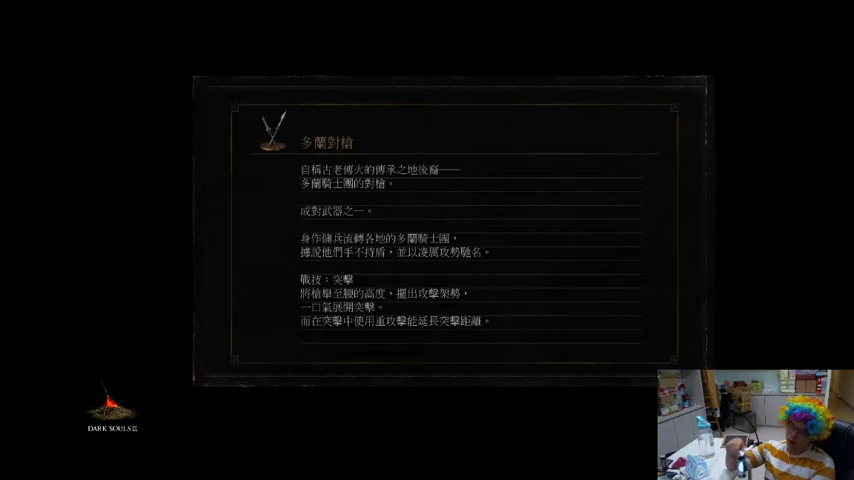 多蘭對槍
自稱古老傳火的傳承之地後裔——
多蘭騎士團的對槍。
成對武器之一。
身作傭兵流轉各地的多蘭騎士團，
據說他們手不持盾，並以凌厲攻勢馳名。
戰技：突擊
將槍舉至腰的高度，擺出攻擊架勢，
一口氣展開突擊。
而在突擊中使用重攻擊能延長突擊距離。
DARK SOULS III